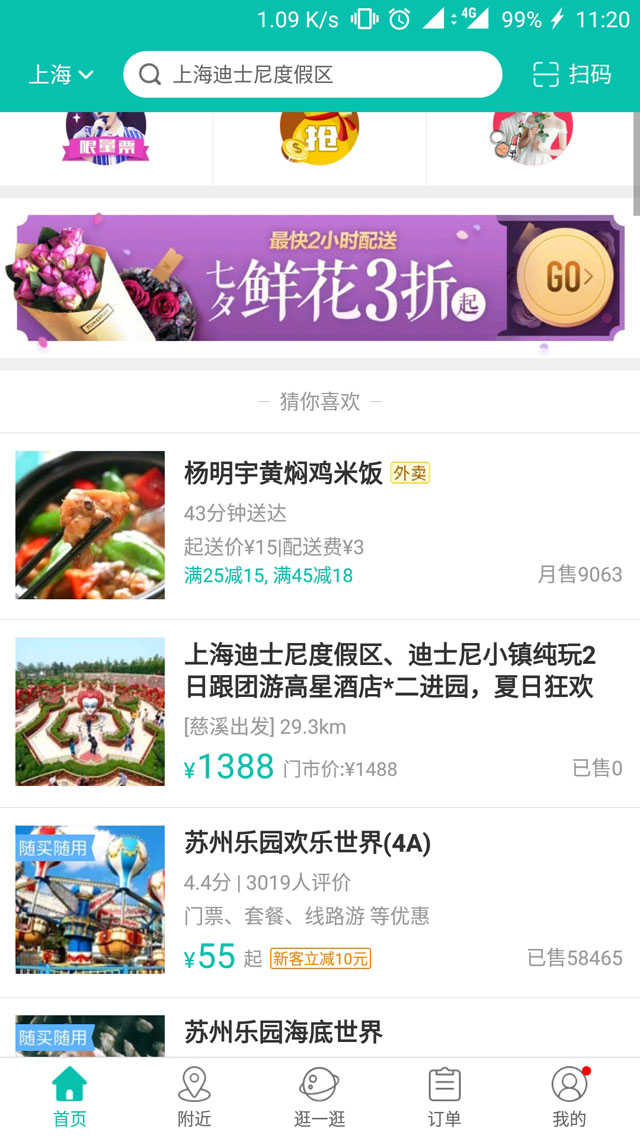 1.09 K/s 4G 99% 11:20
上海 上海迪士尼度假区 扫码
限量票 抢
最快2小时配送
七夕鲜花3折起 GO>
猜你喜欢
杨明宇黄焖鸡米饭 外卖
43分钟送达
起送价¥15|配送费¥3
满25减15, 满45减18 月售9063
上海迪士尼度假区、迪士尼小镇纯玩2
日跟团游高星酒店*二进园，夏日狂欢
[慈溪出发] 29.3km
¥1388 门市价:¥1488 已售0
随买随用
苏州乐园欢乐世界(4A)
4.4分 | 3019人评价
门票、套餐、线路游 等优惠
¥55 起 新客立减10元 已售58465
随买随用
苏州乐园海底世界
首页 附近 逛一逛 订单 我的